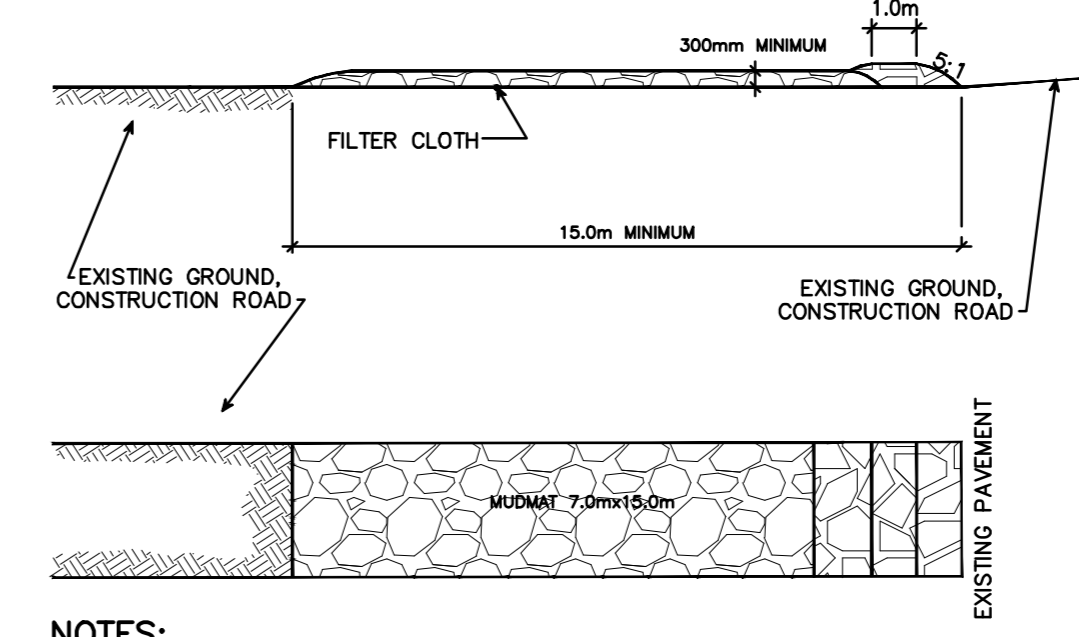 1.0m
300mm MINIMUM
5:1
FILTER CLOTH
15.0m MINIMUM
EXISTING GROUND,
CONSTRUCTION ROAD
EXISTING GROUND,
CONSTRUCTION ROAD
MUDMAT 7.0mx15.0m
EXISTING PAVEMENT
NOTES: